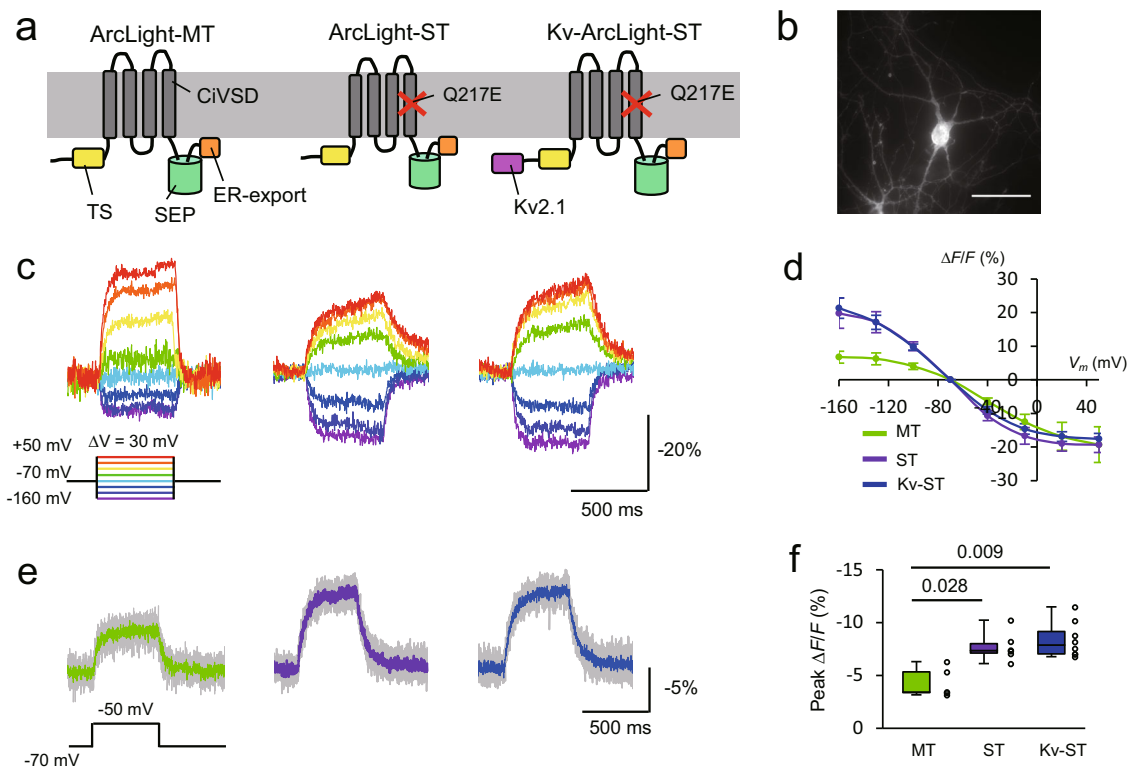 a
ArcLight-MT
ArcLight-ST
Kv-ArcLight-ST
CiVSD
Q217E
Q217E
TS
SEP
ER-export
Kv2.1
b
c
+50 mV
ΔV = 30 mV
-70 mV
-160 mV
-20%
500 ms
d
ΔF/F (%)
30
20
10
0
-10
-20
-30
Vm (mV)
-160 -120 -80 -40 0 40
MT
ST
Kv-ST
e
-50 mV
-70 mV
-5%
500 ms
f
0.009
0.028
Peak ΔF/F (%)
-15
-10
-5
0
MT ST Kv-ST